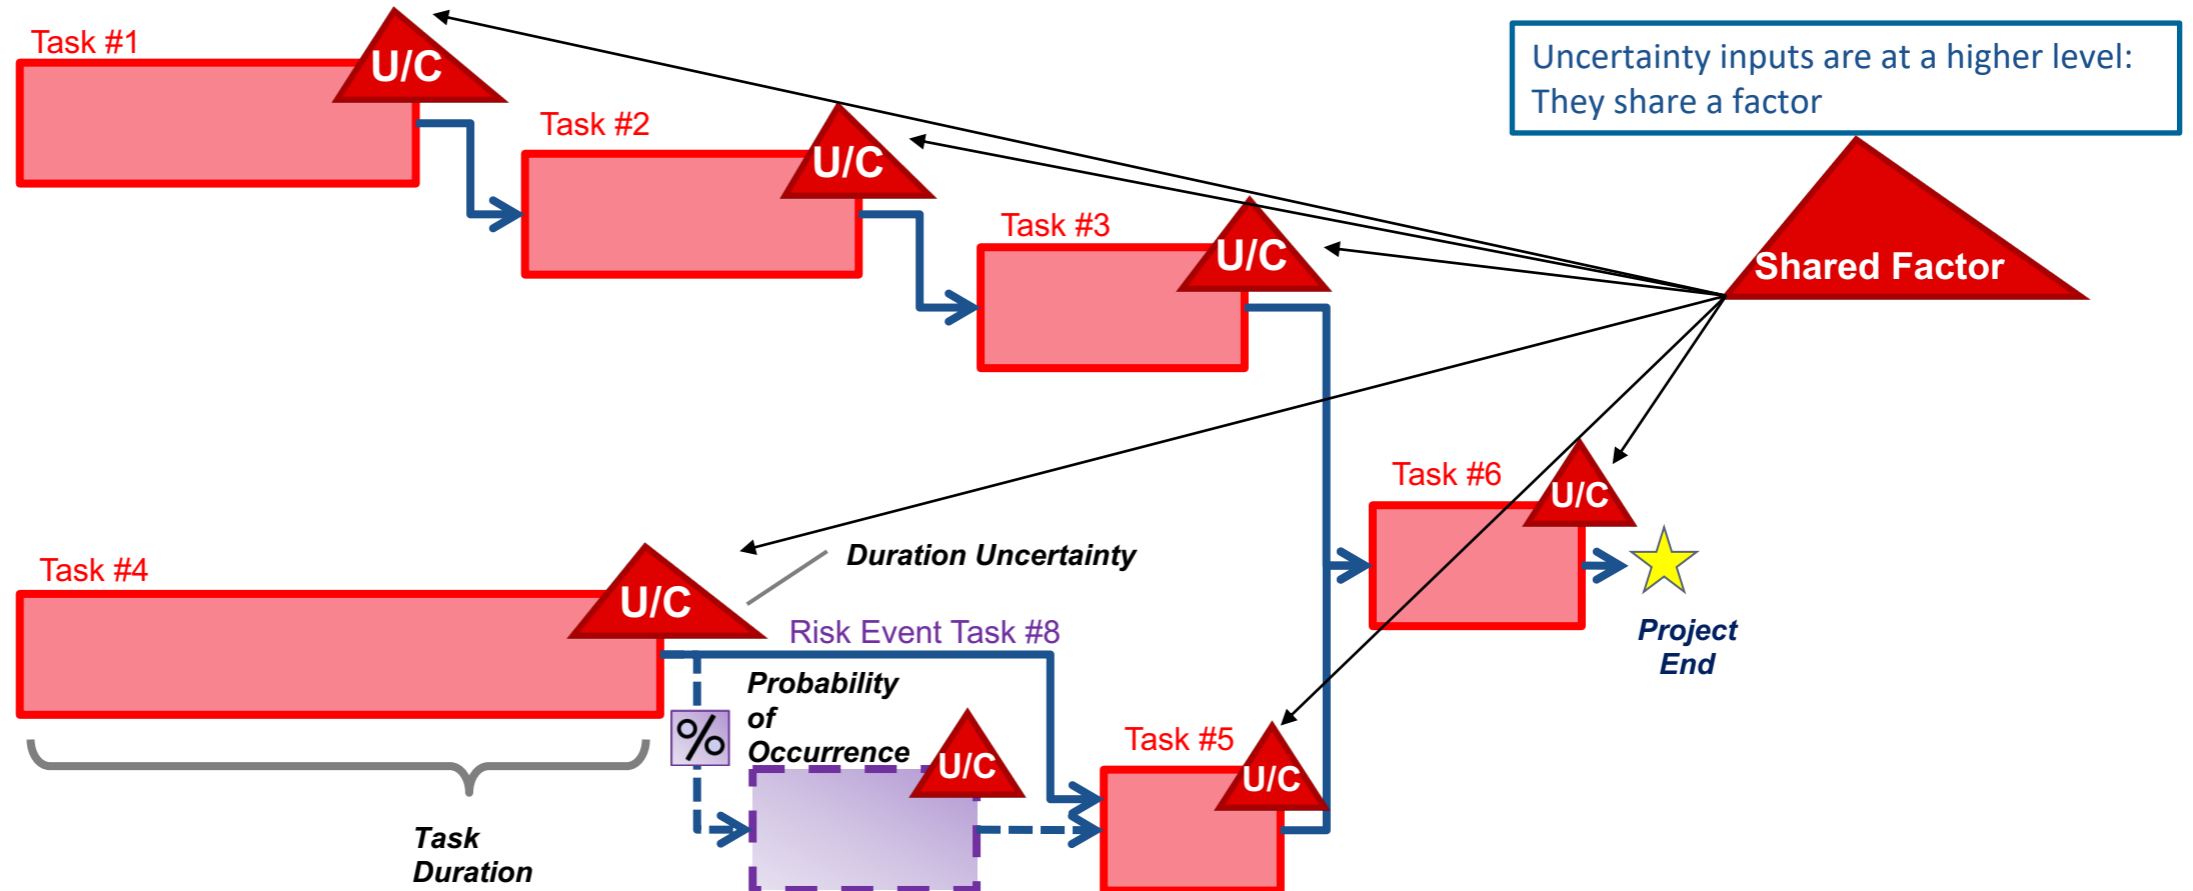 Task #1
U/C
Uncertainty inputs are at a higher level:
They share a factor
Task #2
U/C
Task #3
U/C
Shared Factor
Task #6
U/C
Task #4
U/C
Duration Uncertainty
Risk Event Task #8
Project
End
Probability
of
Occurrence
%
U/C
Task #5
U/C
Task
Duration